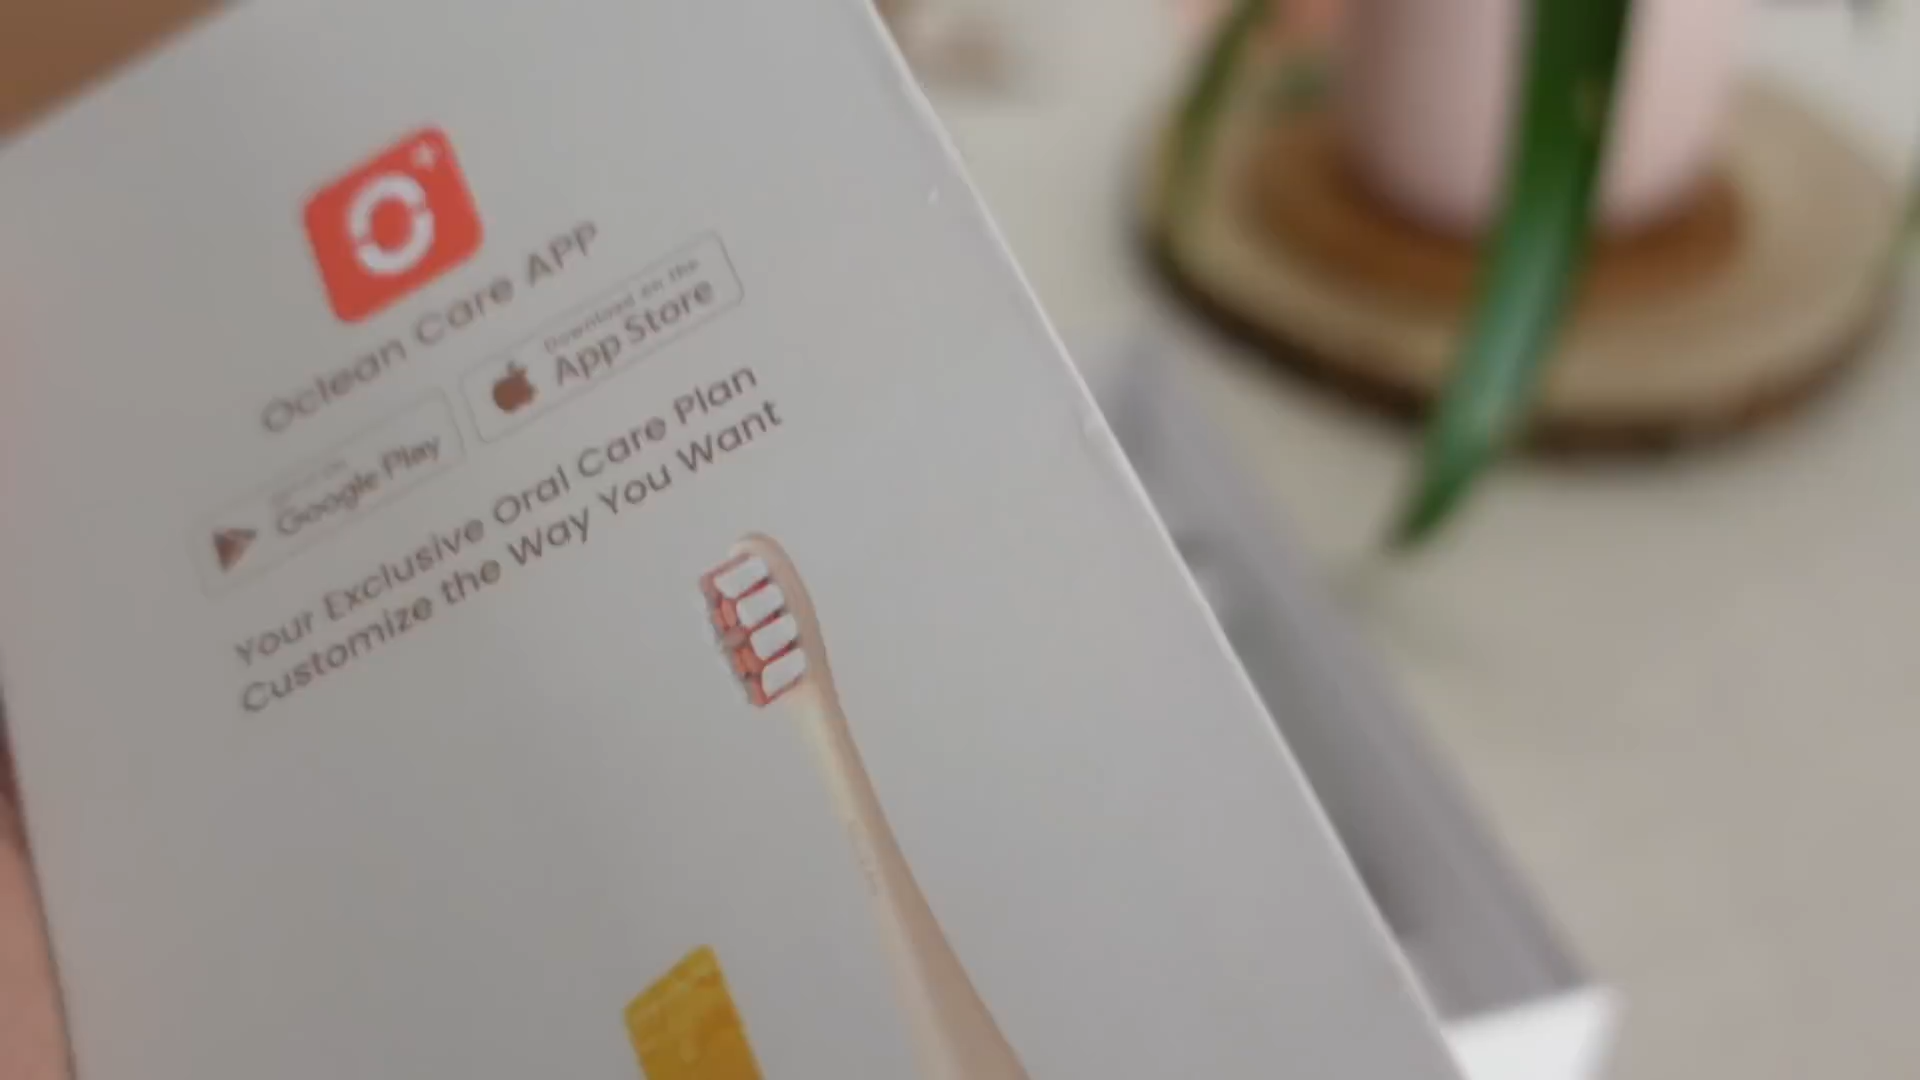 Oclean Care APP
Google Play
Download on the
App Store
Your Exclusive Oral Care Plan
Customize the Way You Want